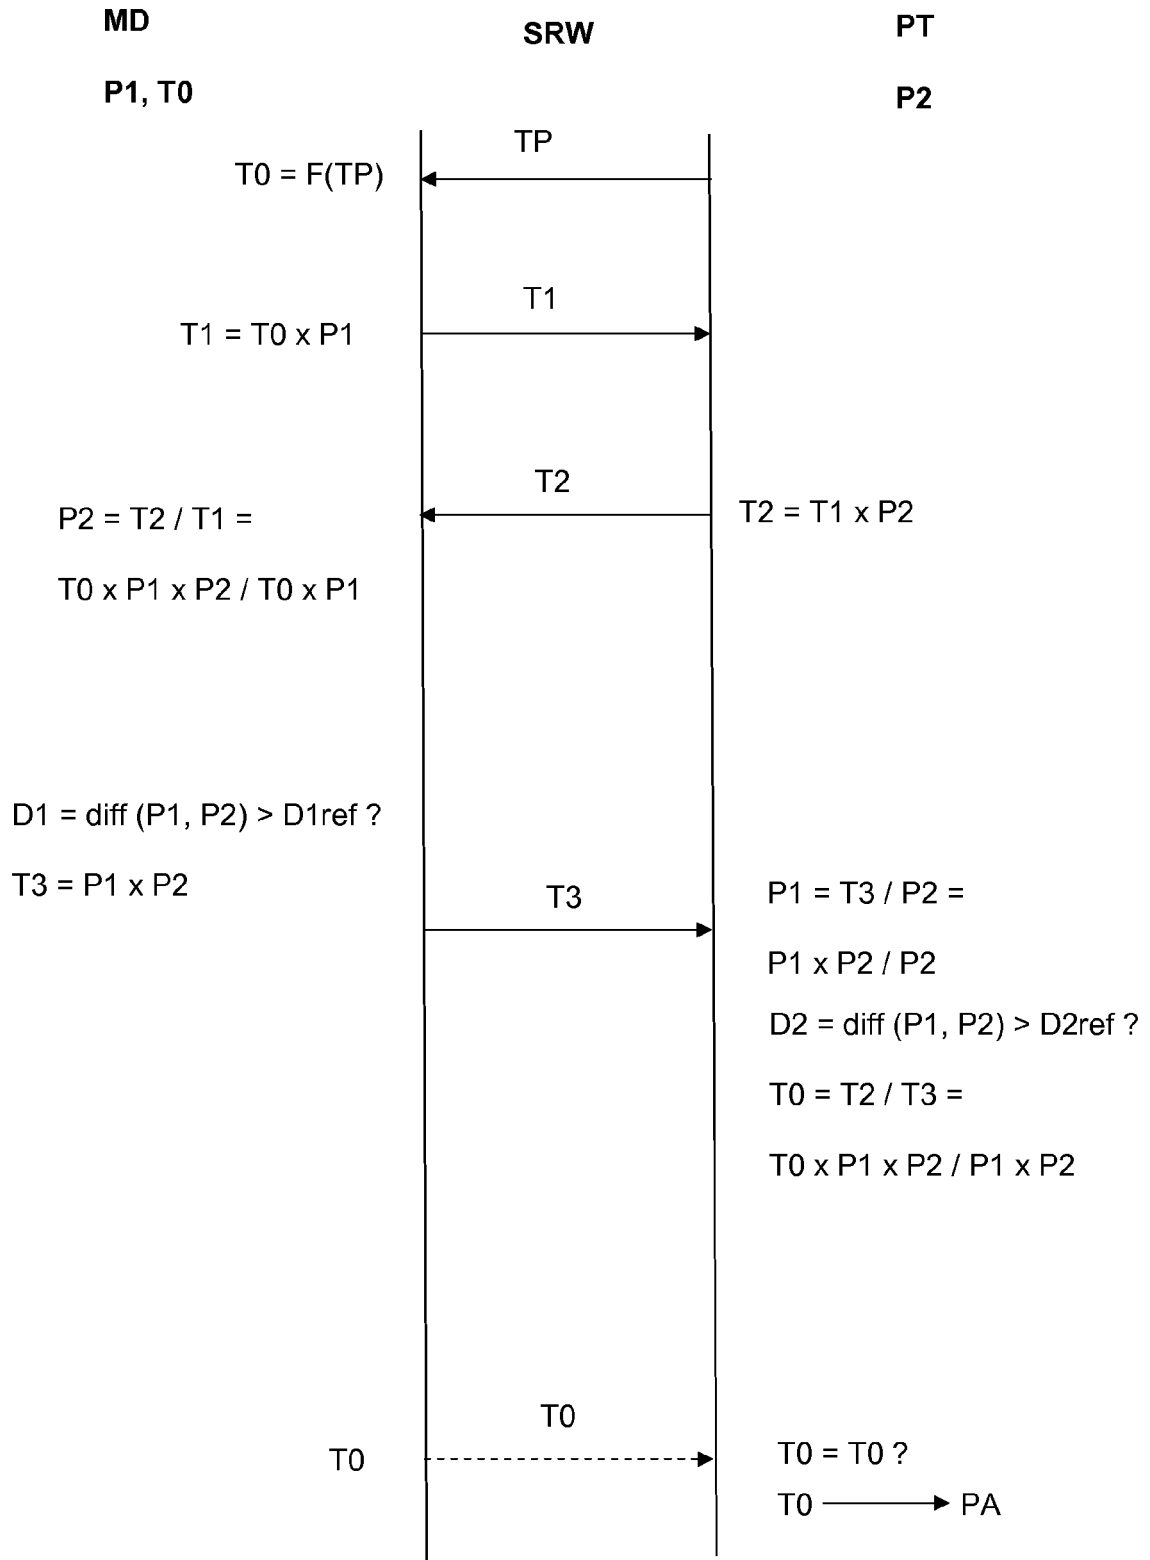 MD
SRW
PT
P1, T0
P2
TP
T0 = F(TP)
T1
T1 = T0 x P1
T2
P2 = T2 / T1 =
T2 = T1 x P2
T0 x P1 x P2 / T0 x P1
D1 = diff (P1, P2) > D1ref ?
T3 = P1 x P2
T3
P1 = T3 / P2 =
P1 x P2 / P2
D2 = diff (P1, P2) > D2ref ?
T0 = T2 / T3 =
T0 x P1 x P2 / P1 x P2
T0
T0
T0 = T0 ?
T0 PA